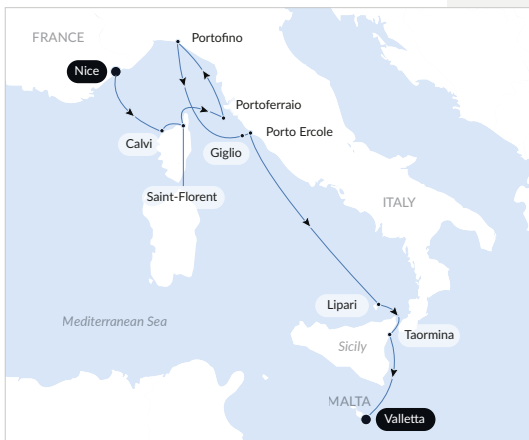 FRANCE
Portofino
Nice
Portoferraio
Porto Ercole
Calvi
Giglio
Saint-Florent
ITALY
Lipari
Mediterranean Sea
Taormina
Sicily
MALTA
Valletta